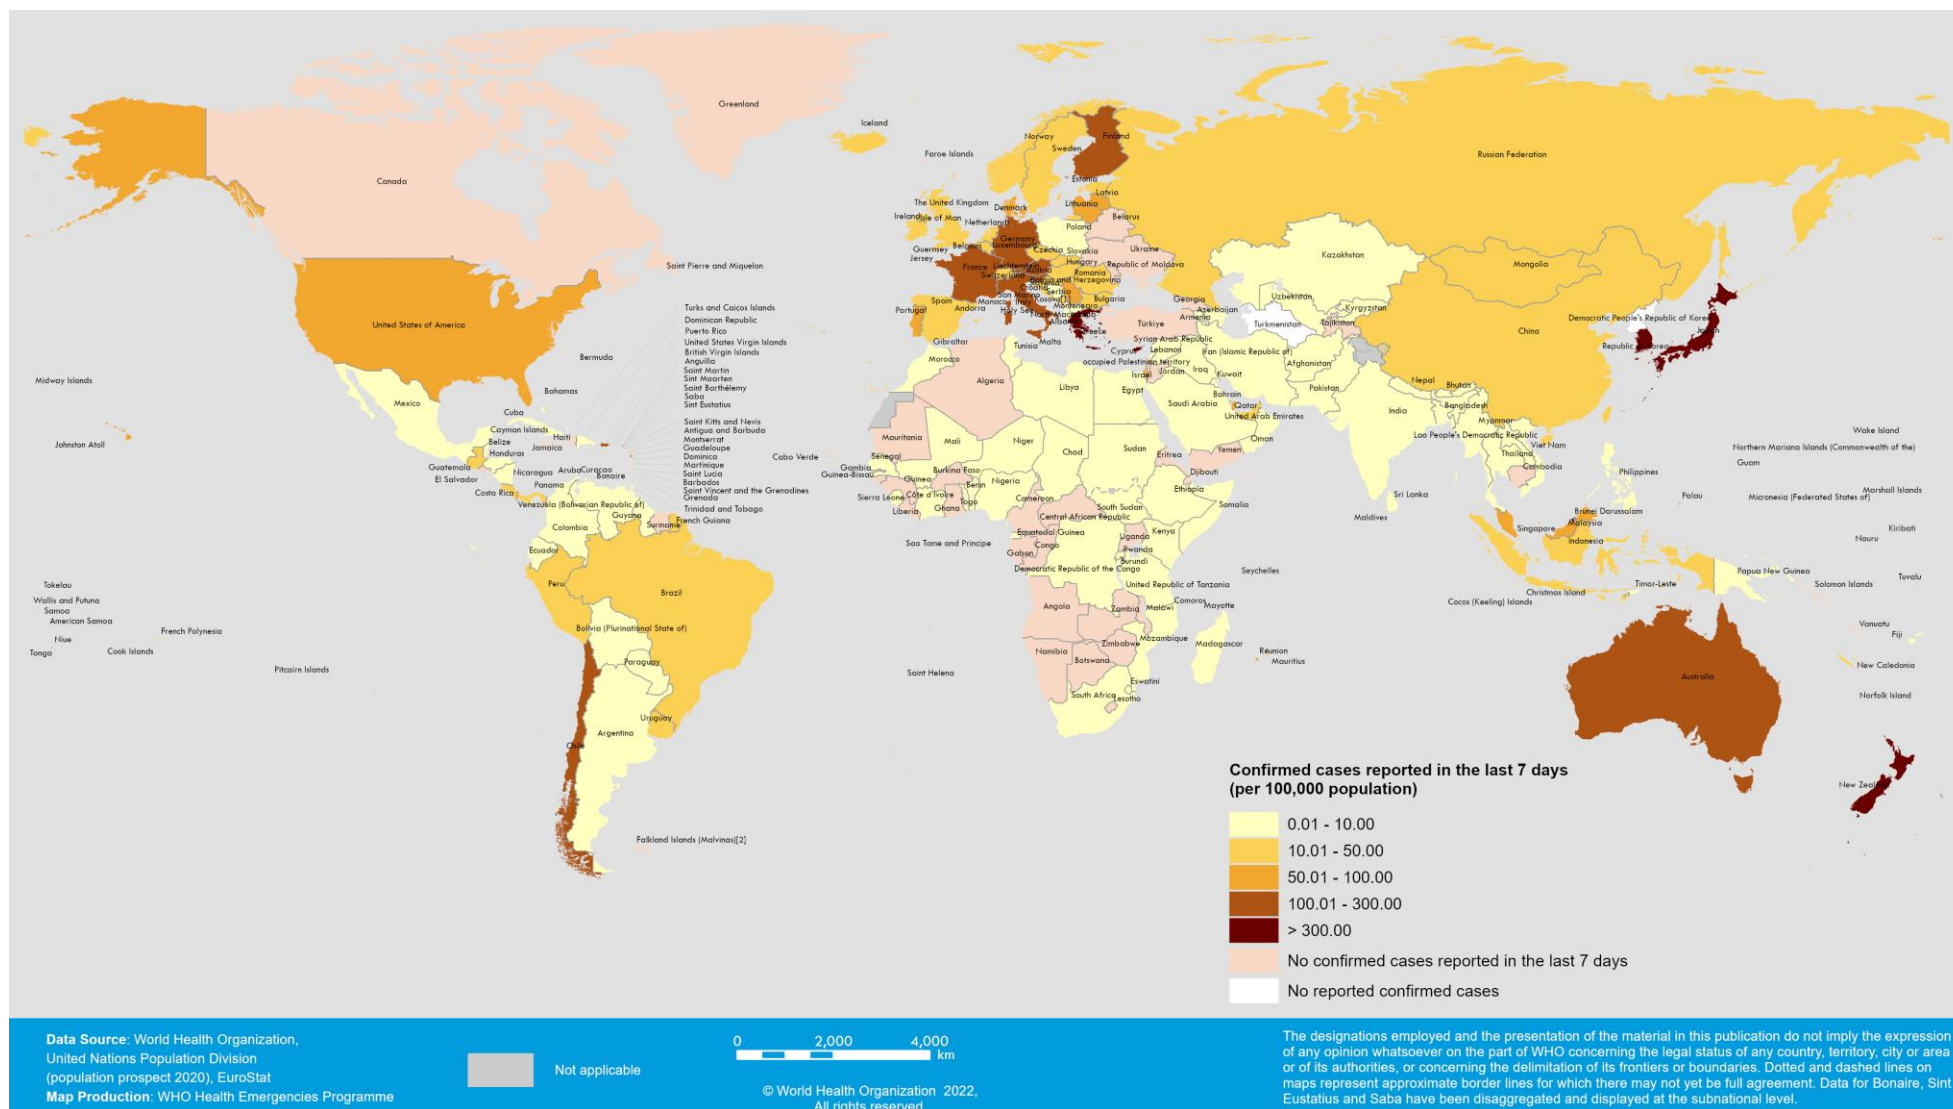 Greenland
Iceland
Faroe Islands
Norway
Sweden
Finland
Russian Federation
Canada
Estonia
Latvia
Lithuania
Denmark
The United Kingdom
Ireland
Isle of Man
Netherlands
Belarus
Poland
Germany
Guernsey
Jersey
Belgium
Luxembourg
Czechia
Slovakia
Ukraine
Kazakhstan
Mongolia
Saint Pierre and Miquelon
France
Liechtenstein
Austria
Hungary
Republic of Moldova
Switzerland
Romania
Bosnia and Herzegovina
Croatia
San Marino
Serbia
Spain
Andorra
Monaco
Italy
Kosovo[1]
Bulgaria
Georgia
Uzbekistan
Kyrgyzstan
Portugal
Holy See
Montenegro
North Macedonia
Albania
Greece
Azerbaijan
Armenia
Türkiye
Turkmenistan
Tajikistan
China
Democratic People's Republic of Korea
Japan
Republic of Korea
United States of America
Turks and Caicos Islands
Dominican Republic
Puerto Rico
United States Virgin Islands
British Virgin Islands
Anguilla
Saint Martin
Sint Maarten
Saint Barthélemy
Saba
Sint Eustatius
Saint Kitts and Nevis
Antigua and Barbuda
Montserrat
Guadeloupe
Dominica
Martinique
Saint Lucia
Barbados
Saint Vincent and the Grenadines
Grenada
Trinidad and Tobago
Bermuda
Bahamas
Gibraltar
Malta
Tunisia
Morocco
Cyprus
Syrian Arab Republic
Lebanon
occupied Palestinian territory
Israel
Jordan
Iraq
Iran (Islamic Republic of)
Kuwait
Afghanistan
Pakistan
Nepal
Bhutan
Midway Islands
Mexico
Cuba
Cayman Islands
Belize
Haiti
Jamaica
Honduras
Guatemala
El Salvador
Nicaragua
Aruba
Curacao
Bonaire
Costa Rica
Panama
Algeria
Libya
Egypt
Bahrain
Saudi Arabia
Qatar
United Arab Emirates
Oman
India
Bangladesh
Myanmar
Lao People's Democratic Republic
Viet Nam
Thailand
Cambodia
Philippines
Johnston Atoll
Wake Island
Northern Mariana Islands (Commonwealth of the)
Guam
Mauritania
Mali
Niger
Chad
Sudan
Eritrea
Yemen
Djibouti
Cabo Verde
Senegal
Gambia
Guinea-Bissau
Guinea
Burkina Faso
Benin
Nigeria
Sierra Leone
Côte d'Ivoire
Liberia
Ghana
Togo
Cameroon
Central African Republic
South Sudan
Ethiopia
Somalia
Sri Lanka
Maldives
Palau
Micronesia (Federated States of)
Marshall Islands
Venezuela (Bolivarian Republic of)
Guyana
Suriname
French Guiana
Colombia
Ecuador
Peru
Brazil
Bolivia (Plurinational State of)
Paraguay
Uruguay
Argentina
Chile
Falkland Islands (Malvinas)[2]
Sao Tome and Principe
Equatorial Guinea
Gabon
Congo
Uganda
Kenya
Rwanda
Burundi
Democratic Republic of the Congo
United Republic of Tanzania
Seychelles
Angola
Zambia
Malawi
Comoros
Mayotte
Mozambique
Zimbabwe
Madagascar
Namibia
Botswana
Réunion
Mauritius
Eswatini
South Africa
Lesotho
Saint Helena
Singapore
Brunei Darussalam
Malaysia
Indonesia
Timor-Leste
Christmas Island
Cocos (Keeling) Islands
Papua New Guinea
Solomon Islands
Kiribati
Nauru
Tuvalu
Vanuatu
Fiji
New Caledonia
Norfolk Island
Australia
New Zealand
Tokelau
Wallis and Futuna
Samoa
American Samoa
Niue
Tonga
Cook Islands
French Polynesia
Pitcairn Islands
Confirmed cases reported in the last 7 days
(per 100,000 population)
0.01 - 10.00
10.01 - 50.00
50.01 - 100.00
100.01 - 300.00
> 300.00
No confirmed cases reported in the last 7 days
No reported confirmed cases
Data Source: World Health Organization,
United Nations Population Division
(population prospect 2020), EuroStat
Map Production: WHO Health Emergencies Programme
Not applicable
0 2,000 4,000
km
© World Health Organization 2022,
All rights reserved
The designations employed and the presentation of the material in this publication do not imply the expression
of any opinion whatsoever on the part of WHO concerning the legal status of any country, territory, city or area
or of its authorities, or concerning the delimitation of its frontiers or boundaries. Dotted and dashed lines on
maps represent approximate border lines for which there may not yet be full agreement. Data for Bonaire, Sint
Eustatius and Saba have been disaggregated and displayed at the subnational level.